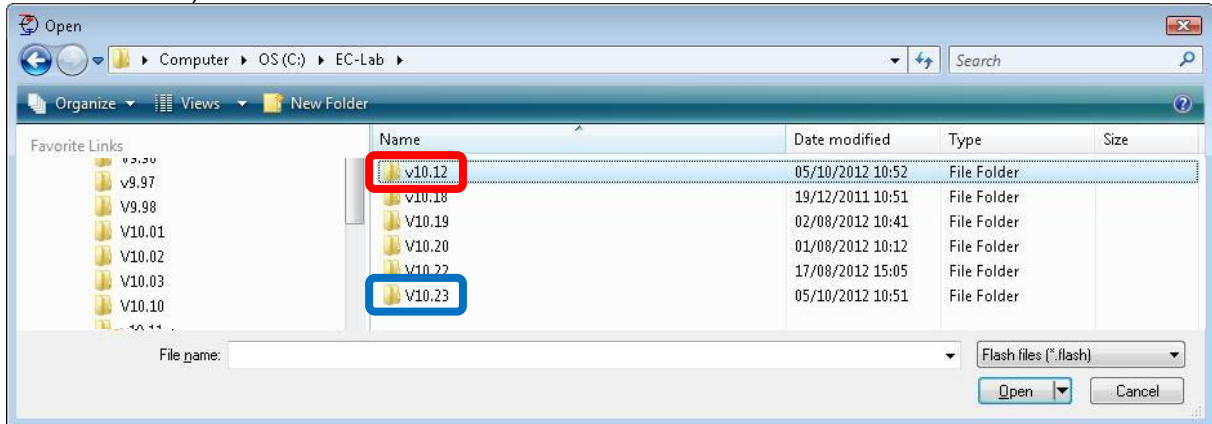 Open
Computer ▸ OS (C:) ▸ EC-Lab ▸ Search
Organize Views New Folder
Favorite Links Name Date modified Type Size
v9.97
V9.98
V10.01
V10.02
V10.03
V10.10
v10.12 05/10/2012 10:52 File Folder
v10.18 19/12/2011 10:51 File Folder
V10.19 02/08/2012 10:41 File Folder
V10.20 01/08/2012 10:12 File Folder
V10.22 17/08/2012 15:05 File Folder
V10.23 05/10/2012 10:51 File Folder
File name: Flash files (*.flash)
Open Cancel